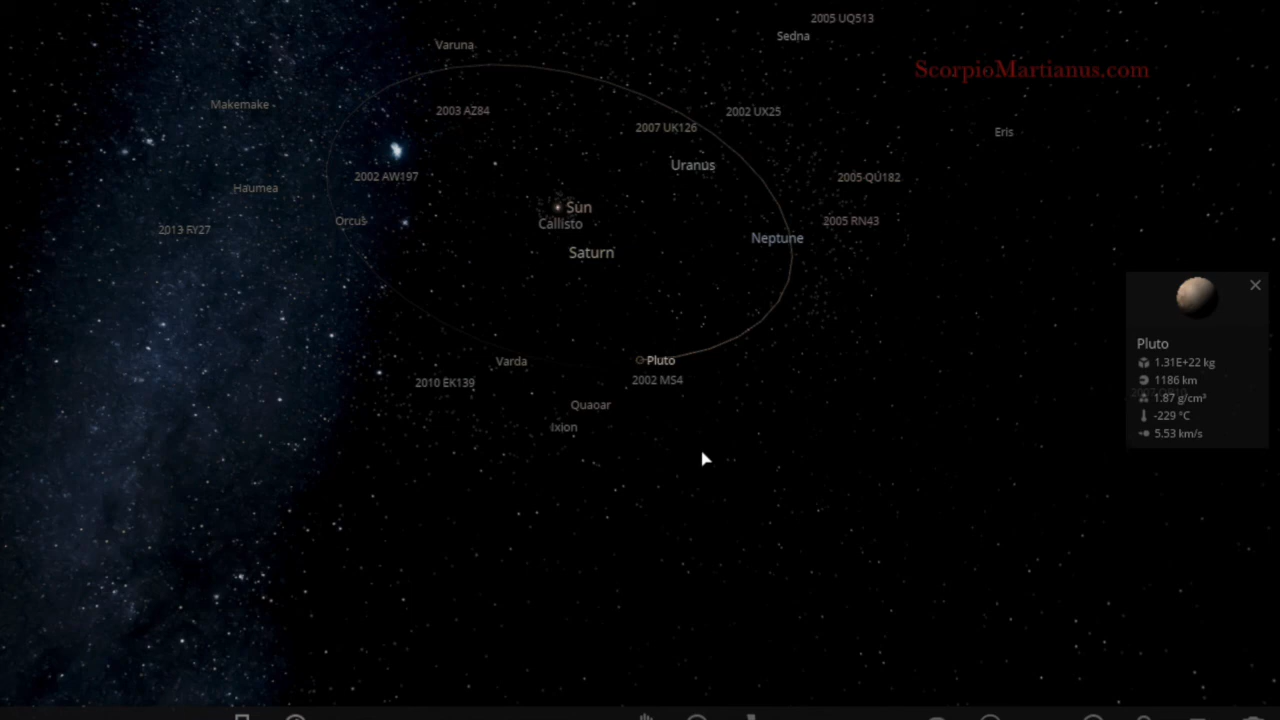 2005 UQ513
Sedna
Varuna
ScorpioMartianus.com
Makemake
2003 AZ84
2002 UX25
2007 UK126
Eris
Uranus
2002 AW197
2005 QU182
Haumea
Sun
Orcus
Callisto
2005 RN43
2013 FY27
Neptune
Saturn
Pluto
1.31E+22 kg
1186 km
1.87 g/cm³
-229 °C
5.53 km/s
Varda
Pluto
2010 EK139
2002 MS4
Quaoar
Ixion